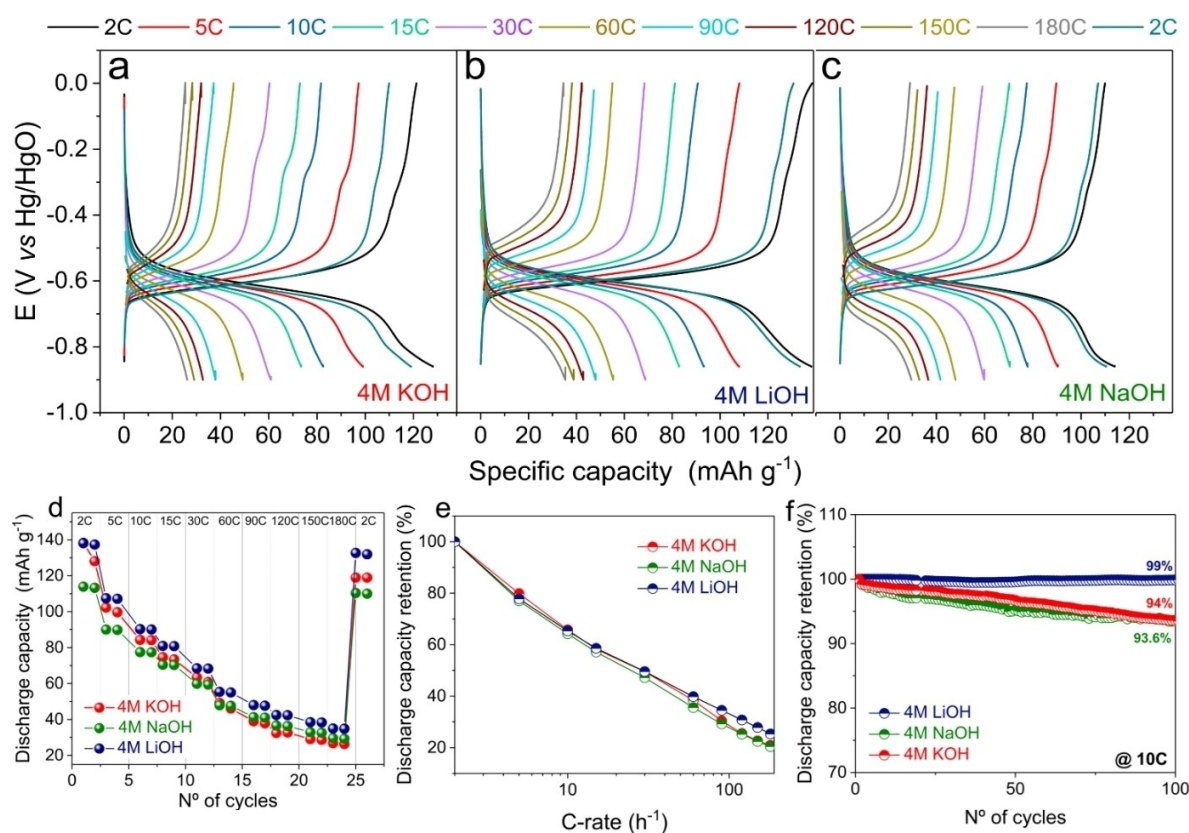 2C 5C 10C 15C 30C 60C 90C 120C 150C 180C 2C
a b c
E (V vs Hg/HgO)
0.0
-0.2
-0.4
-0.6
-0.8
-1.0
4M KOH 4M LiOH 4M NaOH
0 20 40 60 80 100 120 0 20 40 60 80 100 120 0 20 40 60 80 100 120
Specific capacity (mAh g⁻¹)
d
2C 5C 10C 15C 30C 60C 90C 120C 150C 180C 2C
Discharge capacity (mAh g⁻¹)
140
120
100
80
60
40
20
4M KOH
4M NaOH
4M LiOH
0 5 10 15 20 25
Nº of cycles
e
Discharge capacity retention (%)
100
80
60
40
20
4M KOH
4M NaOH
4M LiOH
10 100
C-rate (h⁻¹)
f
Discharge capacity retention (%)
110
100
90
80
70
99%
94%
93.6%
4M LiOH
4M NaOH
4M KOH
@ 10C
0 50 100
Nº of cycles